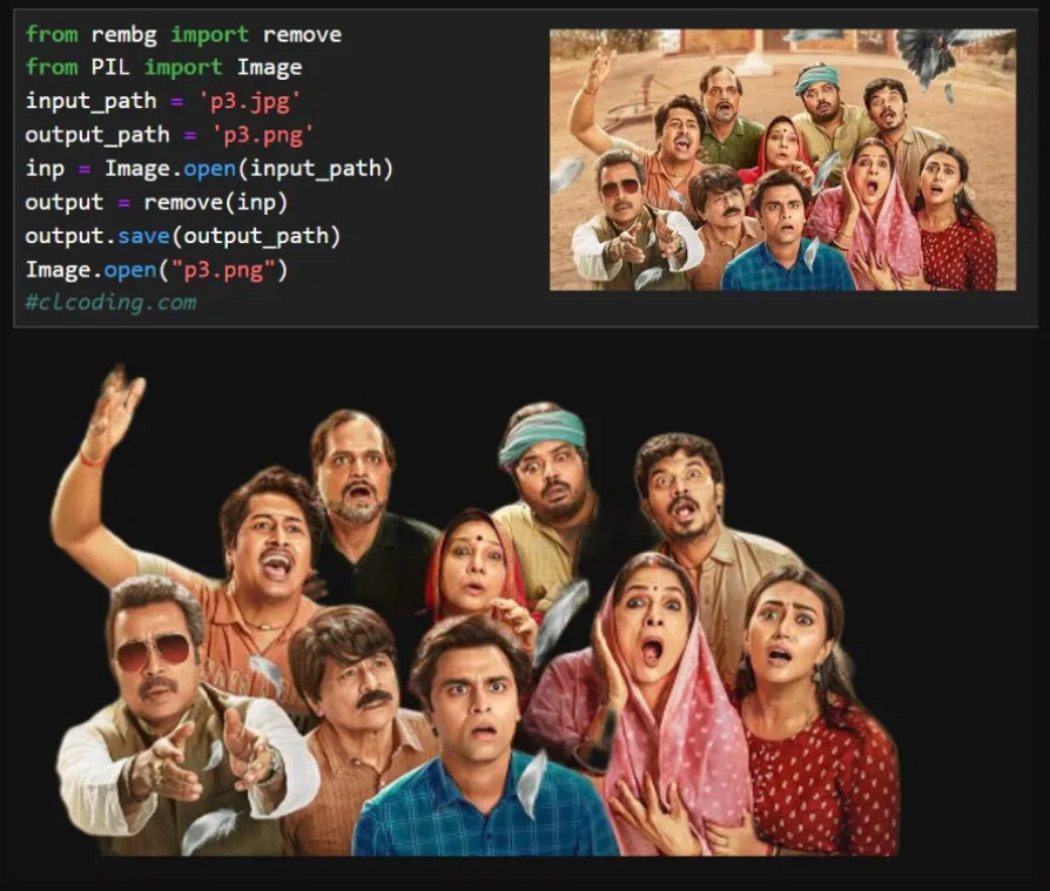 from rembg import remove
from PIL import Image
input_path = 'p3.jpg'
output_path = 'p3.png'
inp = Image.open(input_path)
output = remove(inp)
output.save(output_path)
Image.open("p3.png")
#clcoding.com